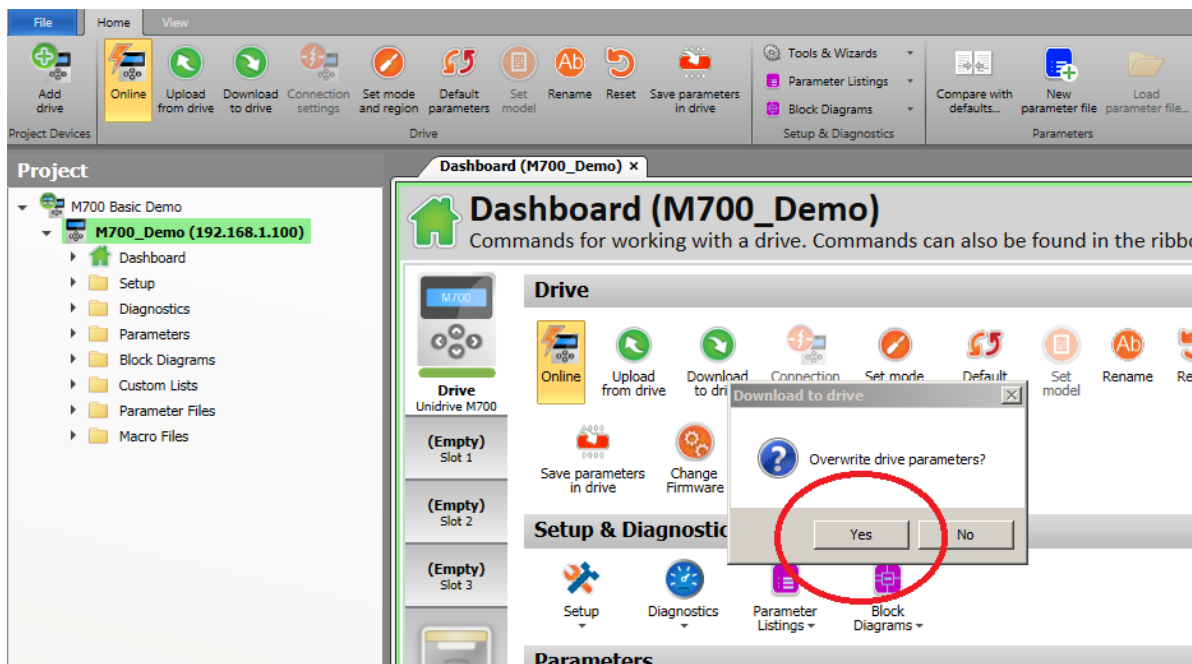 File
Home
View
Add drive
Online
Upload from drive
Download to drive
Connection settings
Set mode and region
Default parameters
Set model
Rename
Reset
Save parameters in drive
Tools & Wizards
Parameter Listings
Block Diagrams
Compare with defaults...
New parameter file
Load parameter file...
Project Devices
Drive
Setup & Diagnostics
Parameters
Project
M700 Basic Demo
M700_Demo (192.168.1.100)
Dashboard
Setup
Diagnostics
Parameters
Block Diagrams
Custom Lists
Parameter Files
Macro Files
Dashboard (M700_Demo) ×
Dashboard (M700_Demo)
Commands for working with a drive. Commands can also be found in the ribbo
M700
Drive
Unidrive M700
(Empty)
Slot 1
(Empty)
Slot 2
(Empty)
Slot 3
Drive
Online
Upload from drive
Download to dri
Connection
Set mode
Default
Set model
Rename
Re
Save parameters in drive
Change Firmware
Download to drive
Overwrite drive parameters?
Yes
No
Setup & Diagnostic
Setup
Diagnostics
Parameter Listings
Block Diagrams
Parameters